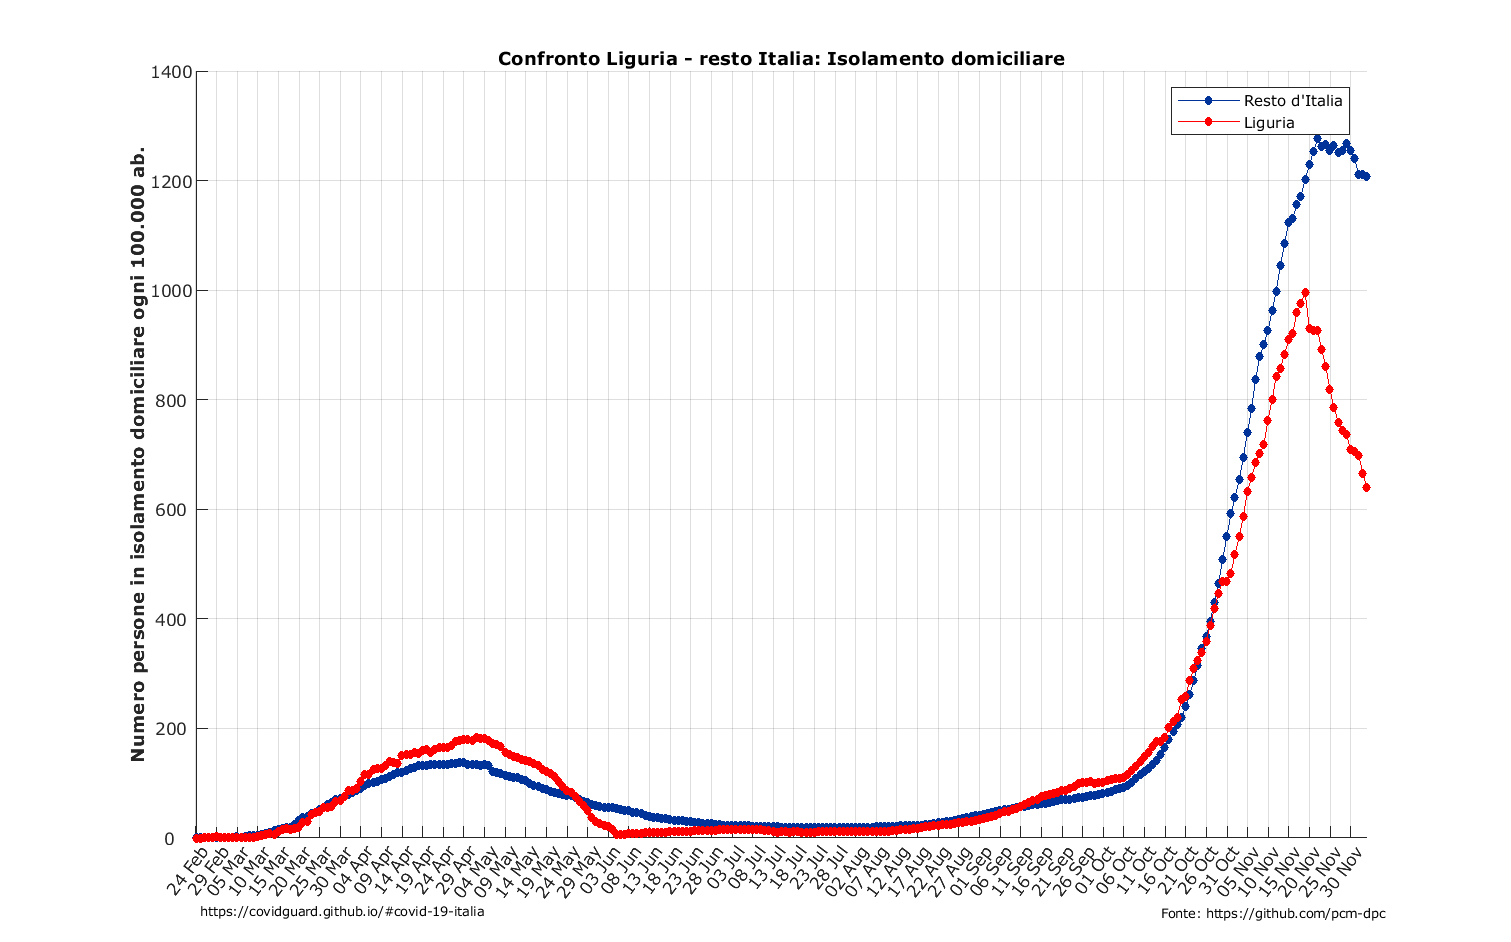 Confronto Liguria - resto Italia: Isolamento domiciliare
Numero persone in isolamento domiciliare ogni 100.000 ab.
1400
1200
1000
800
600
400
200
0
Resto d'Italia
Liguria
24 Feb
29 Feb
05 Mar
10 Mar
15 Mar
20 Mar
25 Mar
30 Mar
04 Apr
09 Apr
14 Apr
19 Apr
24 Apr
29 Apr
04 May
09 May
14 May
19 May
24 May
29 May
03 Jun
08 Jun
13 Jun
18 Jun
23 Jun
28 Jun
03 Jul
08 Jul
13 Jul
18 Jul
23 Jul
28 Jul
02 Aug
07 Aug
12 Aug
17 Aug
22 Aug
27 Aug
01 Sep
06 Sep
11 Sep
16 Sep
21 Sep
26 Sep
01 Oct
06 Oct
11 Oct
16 Oct
21 Oct
26 Oct
31 Oct
05 Nov
10 Nov
15 Nov
20 Nov
25 Nov
30 Nov
https://covidguard.github.io/#covid-19-italia
Fonte: https://github.com/pcm-dpc